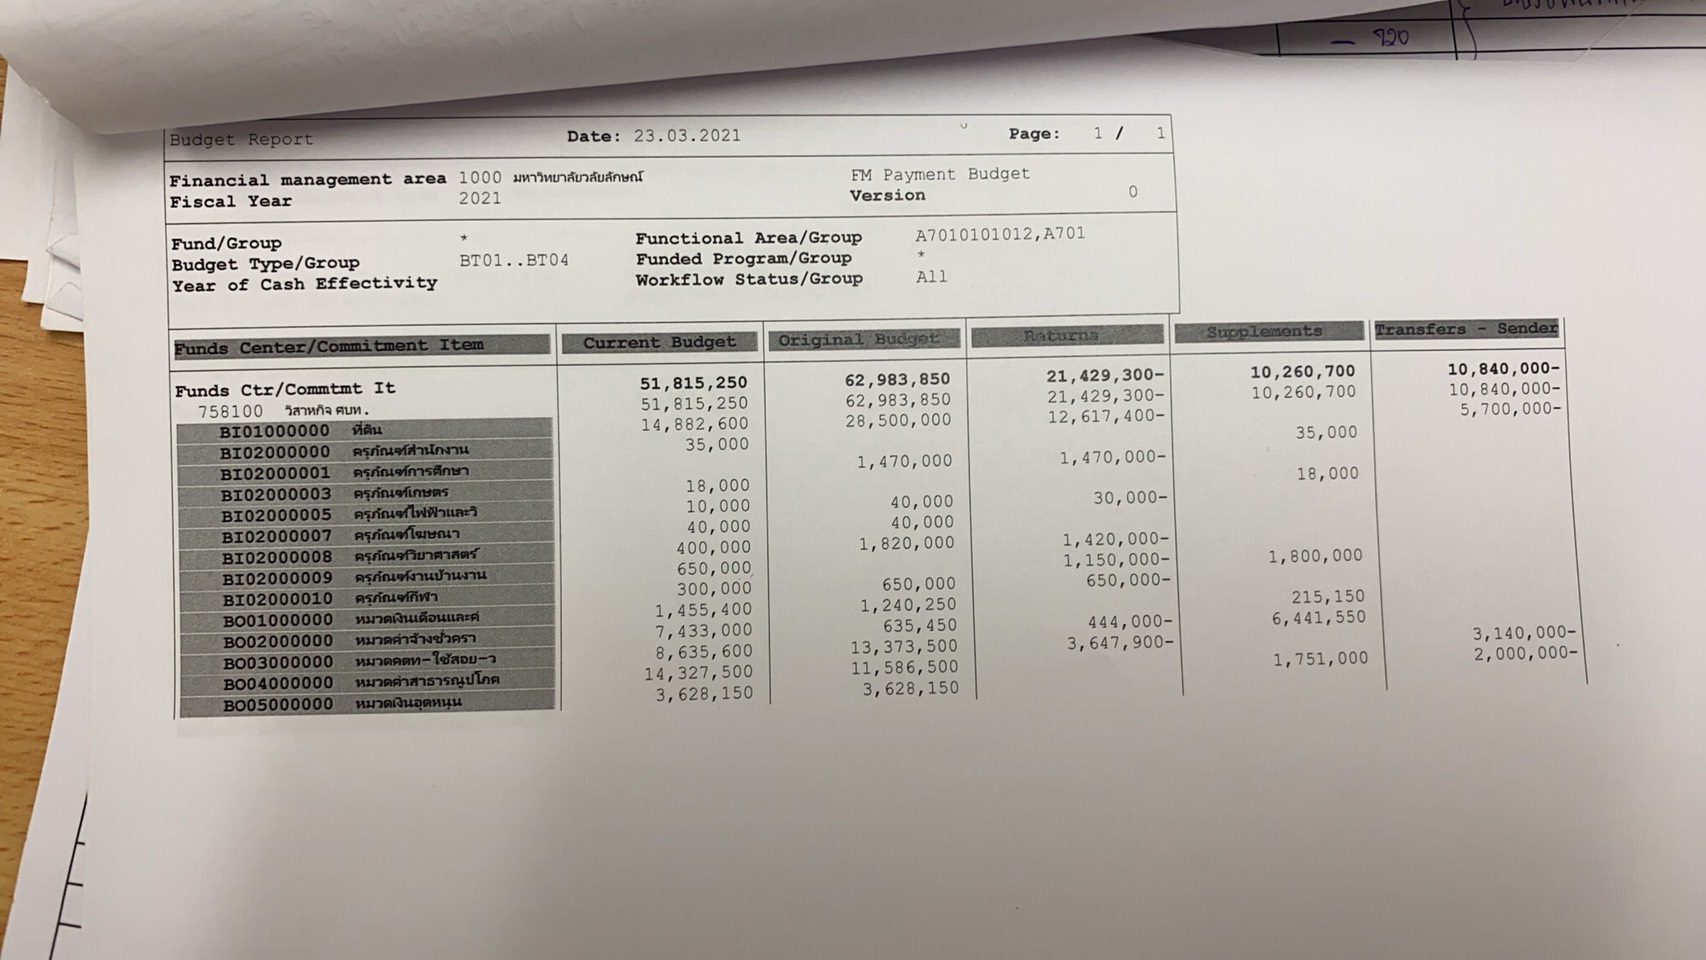 - 920
Budget Report Date: 23.03.2021 Page: 1 / 1
Financial management area 1000 มหาวิทยาลัยวลัยลักษณ์ FM Payment Budget
Fiscal Year 2021 Version 0
Fund/Group * Functional Area/Group A7010101012,A701
Budget Type/Group BT01..BT04 Funded Program/Group *
Year of Cash Effectivity Workflow Status/Group All
Funds Center/Commitment Item Current Budget Original Budget Returns Supplements Transfers - Sender
Funds Ctr/Commtmt It 51,815,250 62,983,850 21,429,300- 10,260,700 10,840,000-
758100 วิสาหกิจ ศบท. 51,815,250 62,983,850 21,429,300- 10,260,700 10,840,000-
BI01000000 ที่ดิน 14,882,600 28,500,000 12,617,400- 5,700,000-
BI02000000 ครุภัณฑ์สำนักงาน 35,000 35,000
BI02000001 ครุภัณฑ์การศึกษา 1,470,000 1,470,000-
BI02000003 ครุภัณฑ์เกษตร 18,000 18,000
BI02000005 ครุภัณฑ์ไฟฟ้าและวิ 10,000 40,000 30,000-
BI02000007 ครุภัณฑ์โฆษณา 40,000 40,000
BI02000008 ครุภัณฑ์วิยาศาสตร์ 400,000 1,820,000 1,420,000-
BI02000009 ครุภัณฑ์งานบ้านงาน 650,000 1,150,000- 1,800,000
BI02000010 ครุภัณฑ์กีฬา 300,000 650,000 650,000-
BO01000000 หมวดเงินเดือนและค่ 1,455,400 1,240,250 215,150
BO02000000 หมวดค่าจ้างชั่วครา 7,433,000 635,450 444,000- 6,441,550
BO03000000 หมวดคตท-ใช้สอย-ว 8,635,600 13,373,500 3,647,900- 3,140,000-
BO04000000 หมวดค่าสาธารณูปโภค 14,327,500 11,586,500 1,751,000 2,000,000-
BO05000000 หมวดเงินอุดหนุน 3,628,150 3,628,150